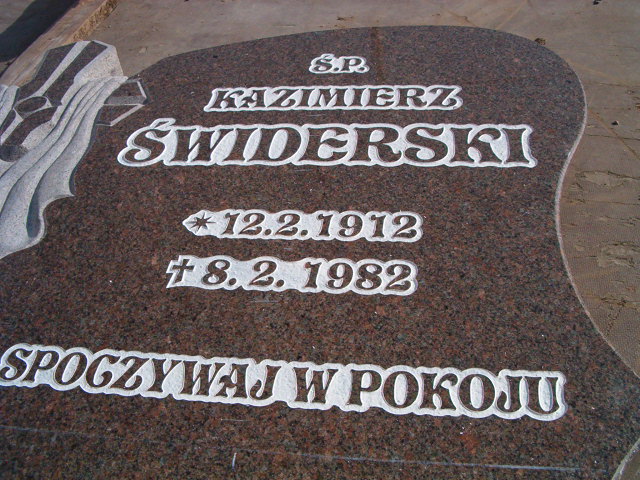 Ś.P.
KAZIMIERZ
ŚWIDERSKI
* 12.2.1912
✝ 8.2.1982
SPOCZYWAJ W POKOJU